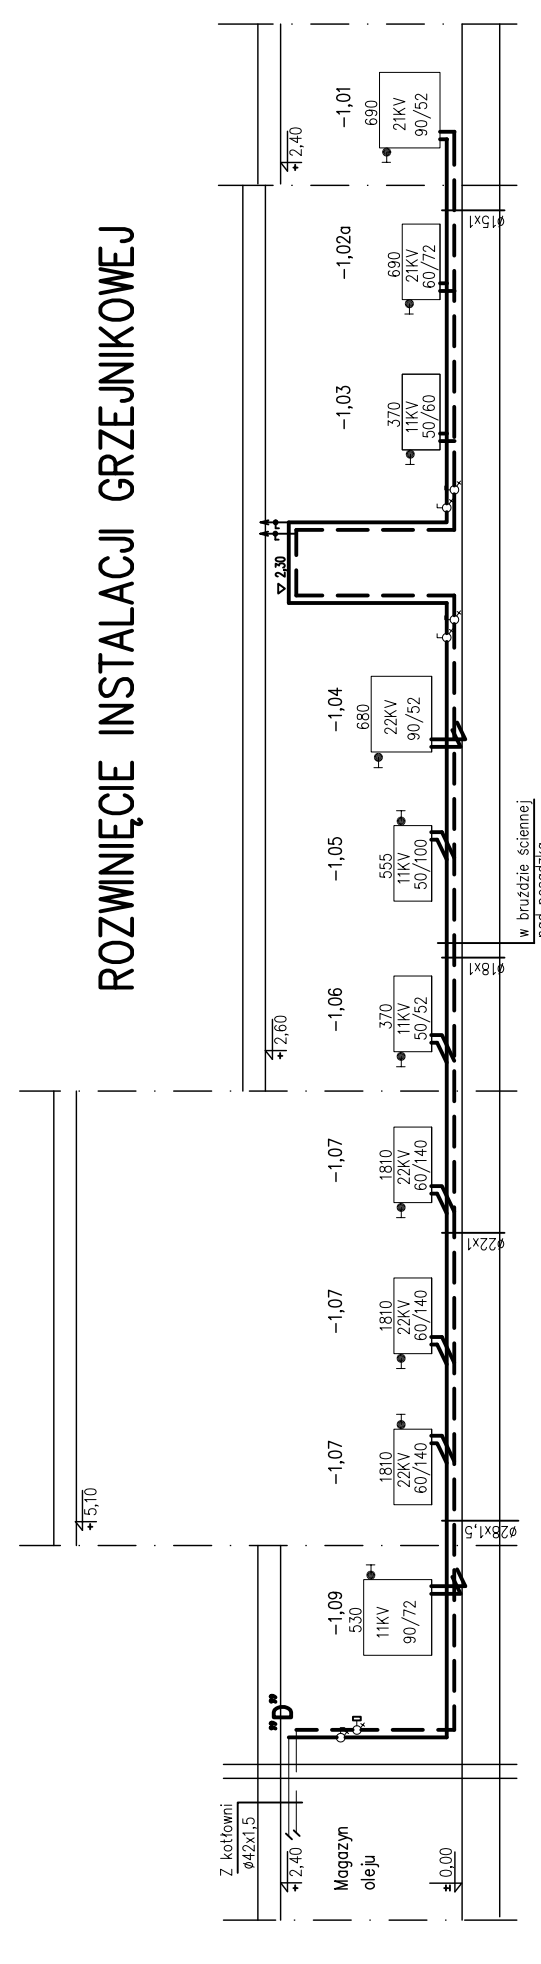 ROZWINIĘCIE INSTALACJI GRZEJNIKOWEJ
Z kotłowni
ø42x1,5
+2,40
Magazyn
oleju
±0,00
"D"
-1,09
530
11KV
90/72
ø28x1,5
+5,10
-1,07
1810
22KV
60/140
-1,07
1810
22KV
60/140
ø22x1
-1,07
1810
22KV
60/140
+2,60
-1,06
370
11KV
50/52
ø18x1
w bruździe ściennej
nad posadzką
-1,05
555
11KV
50/100
-1,04
680
22KV
90/52
2,30
-1,03
370
11KV
50/60
-1,02a
690
21KV
60/72
ø15x1
+2,40
-1,01
690
21KV
90/52